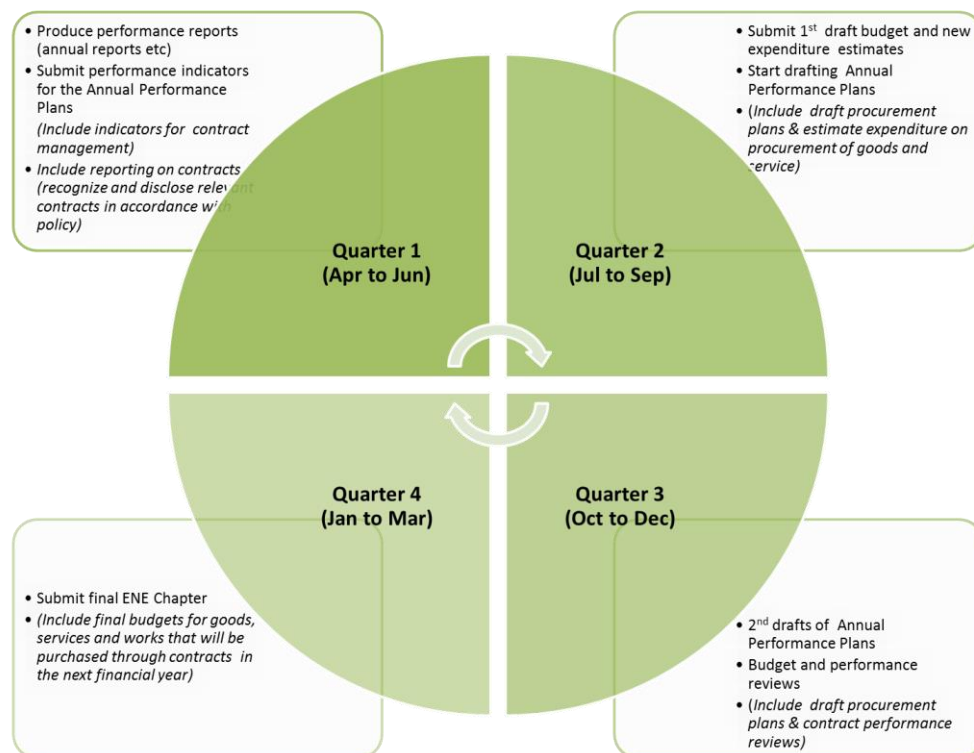 • Produce performance reports
(annual reports etc)
• Submit performance indicators
for the Annual Performance
Plans
(Include indicators for contract
management)
• Include reporting on contracts
(recognize and disclose relevant
contracts in accordance with
policy)
• Submit 1st draft budget and new
expenditure estimates
• Start drafting Annual
Performance Plans
• (Include draft procurement
plans & estimate expenditure on
procurement of goods and
service)
Quarter 1
(Apr to Jun)
Quarter 2
(Jul to Sep)
Quarter 4
(Jan to Mar)
Quarter 3
(Oct to Dec)
• Submit final ENE Chapter
• (Include final budgets for goods,
services and works that will be
purchased through contracts in
the next financial year)
• 2nd drafts of Annual
Performance Plans
• Budget and performance
reviews
• (Include draft procurement
plans & contract performance
reviews)